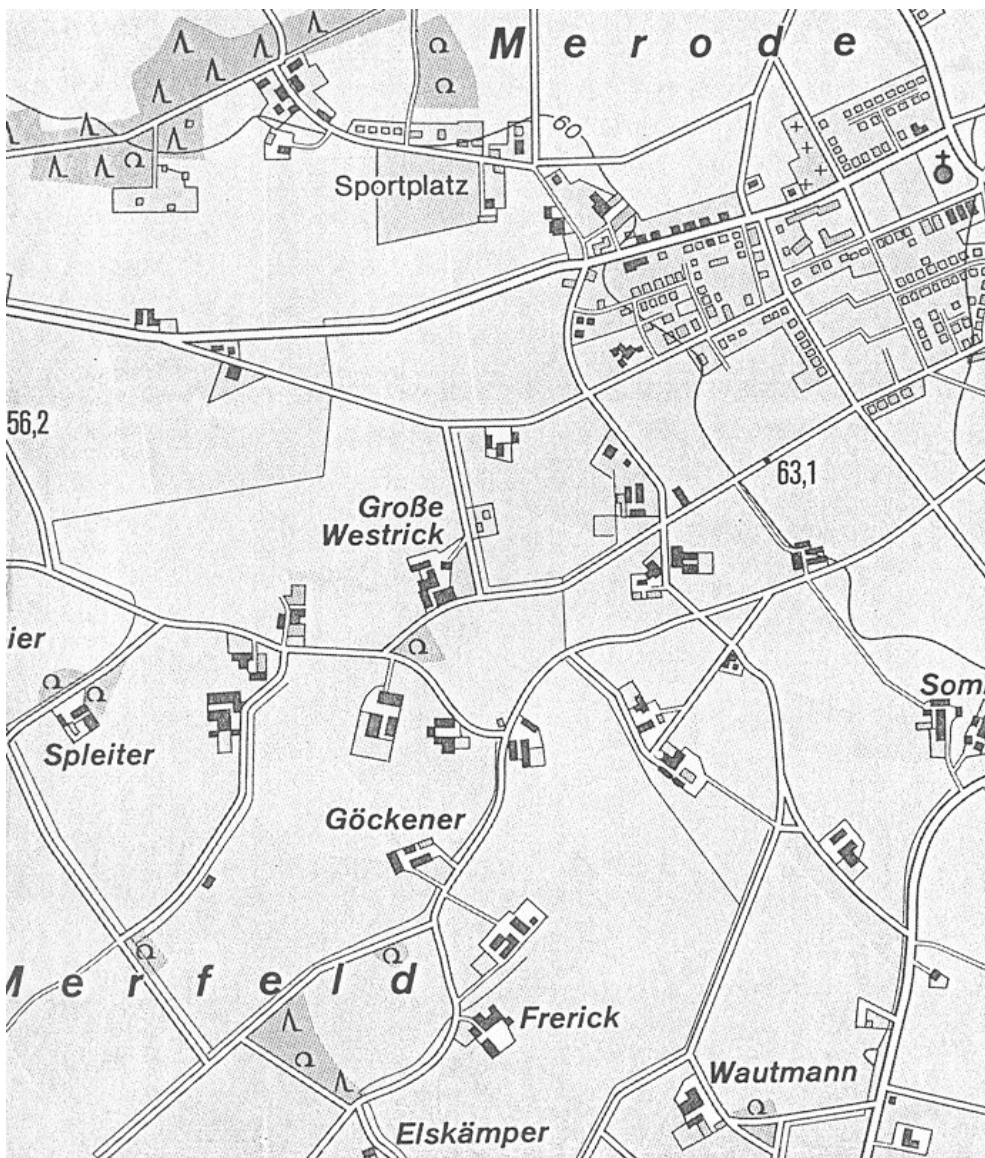 Merode
60
Sportplatz
63,1
56,2
Große
Westrick
ier
Som
Spleiter
Göckener
Merfeld
Frerick
Wautmann
Elskämper